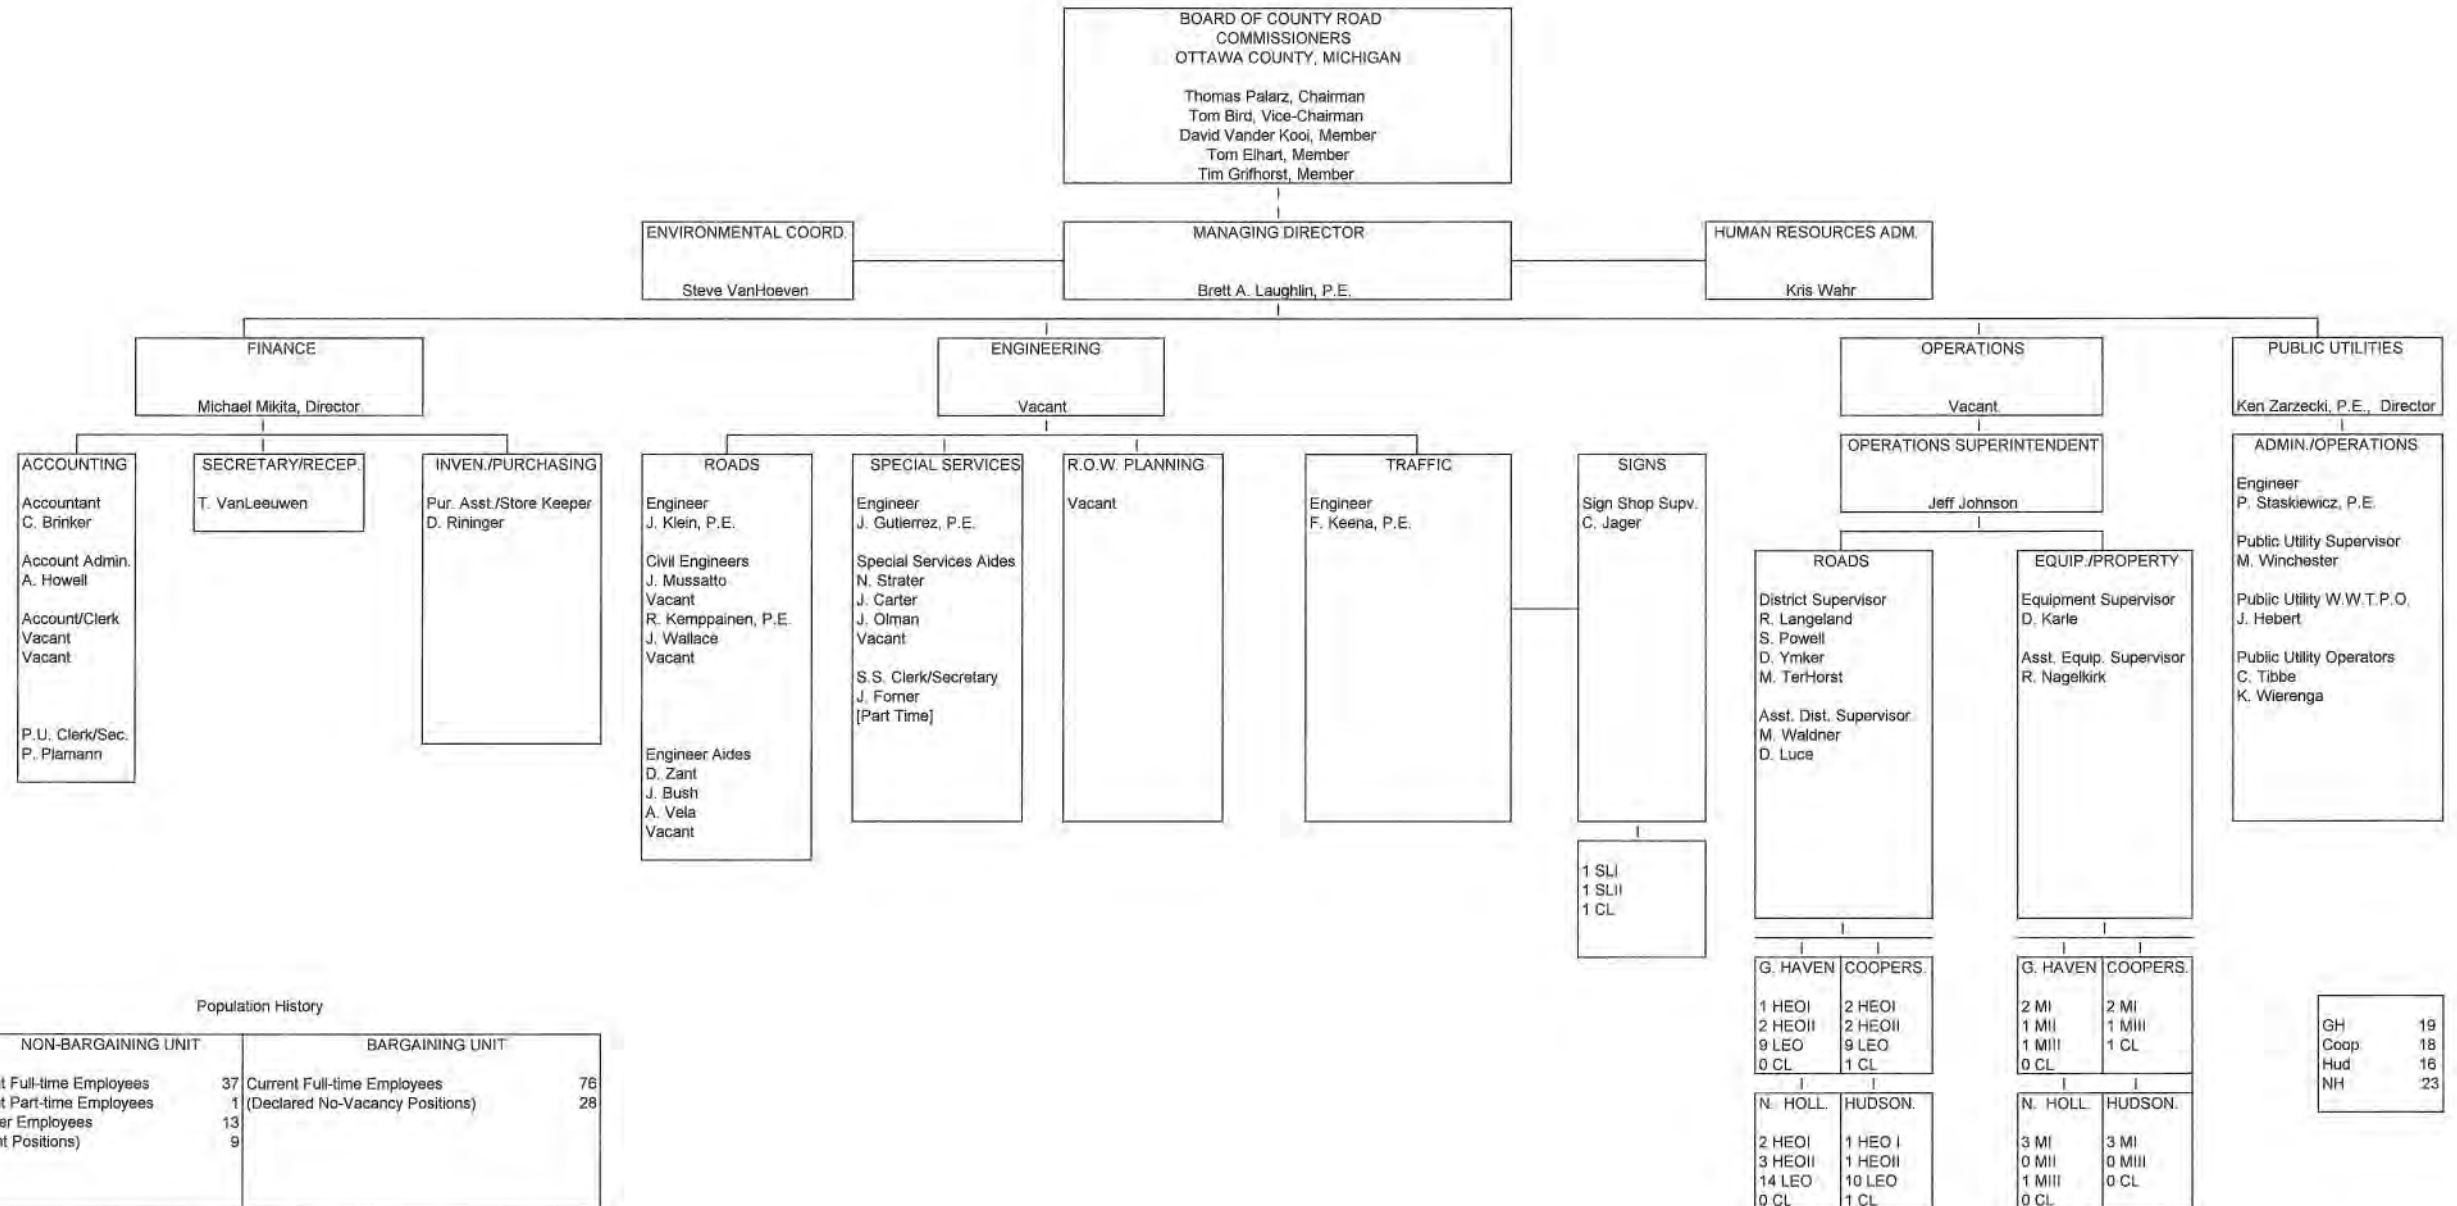 BOARD OF COUNTY ROAD
COMMISSIONERS
OTTAWA COUNTY, MICHIGAN
Thomas Palarz, Chairman
Tom Bird, Vice-Chairman
David Vander Kooi, Member
Tom Elhart, Member
Tim Grifhorst, Member
ENVIRONMENTAL COORD.
Steve VanHoeven
MANAGING DIRECTOR
Brett A. Laughlin, P.E.
HUMAN RESOURCES ADM.
Kris Wahr
FINANCE
Michael Mikita, Director
ENGINEERING
Vacant
OPERATIONS
Vacant
PUBLIC UTILITIES
Ken Zarzecki, P.E., Director
ACCOUNTING
Accountant
C. Brinker
Account Admin.
A. Howell
Account/Clerk
Vacant
Vacant
P.U. Clerk/Sec.
P. Plamann
SECRETARY/RECEP.
T. VanLeeuwen
INVEN./PURCHASING
Pur. Asst./Store Keeper
D. Rininger
ROADS
Engineer
J. Klein, P.E.
Civil Engineers
J. Mussatto
Vacant
R. Kemppainen, P.E.
J. Wallace
Vacant
Engineer Aides
D. Zant
J. Bush
A. Vela
Vacant
SPECIAL SERVICES
Engineer
J. Gutierrez, P.E.
Special Services Aides
N. Strater
J. Carter
J. Olman
Vacant
S.S. Clerk/Secretary
J. Forner
[Part Time]
R.O.W. PLANNING
Vacant
TRAFFIC
Engineer
F. Keena, P.E.
SIGNS
Sign Shop Supv.
C. Jager
1 SLI
1 SLII
1 CL
OPERATIONS SUPERINTENDENT
Jeff Johnson
ROADS
District Supervisor
R. Langeland
S. Powell
D. Ymker
M. TerHorst
Asst. Dist. Supervisor
M. Waldner
D. Luce
EQUIP./PROPERTY
Equipment Supervisor
D. Karle
Asst. Equip. Supervisor
R. Nagelkirk
ADMIN./OPERATIONS
Engineer
P. Staskiewicz, P.E.
Public Utility Supervisor
M. Winchester
Public Utility W.W.T.P.O.
J. Hebert
Public Utility Operators
C. Tibbe
K. Wierenga
G. HAVEN
1 HEOI
2 HEOII
9 LEO
0 CL
COOPERS.
2 HEOI
2 HEOII
9 LEO
1 CL
N. HOLL.
2 HEOI
3 HEOII
14 LEO
0 CL
HUDSON.
1 HEO I
1 HEOII
10 LEO
1 CL
G. HAVEN
2 MI
1 MII
1 MIII
0 CL
COOPERS.
2 MI
1 MIII
1 CL
N. HOLL.
3 MI
0 MII
1 MIII
0 CL
HUDSON.
3 MI
0 MIII
0 CL
GH 19
Coop 18
Hud 16
NH 23
Population History
NON-BARGAINING UNIT
t Full-time Employees 37
t Part-time Employees 1
er Employees 13
nt Positions) 9
BARGAINING UNIT
Current Full-time Employees 76
(Declared No-Vacancy Positions) 28